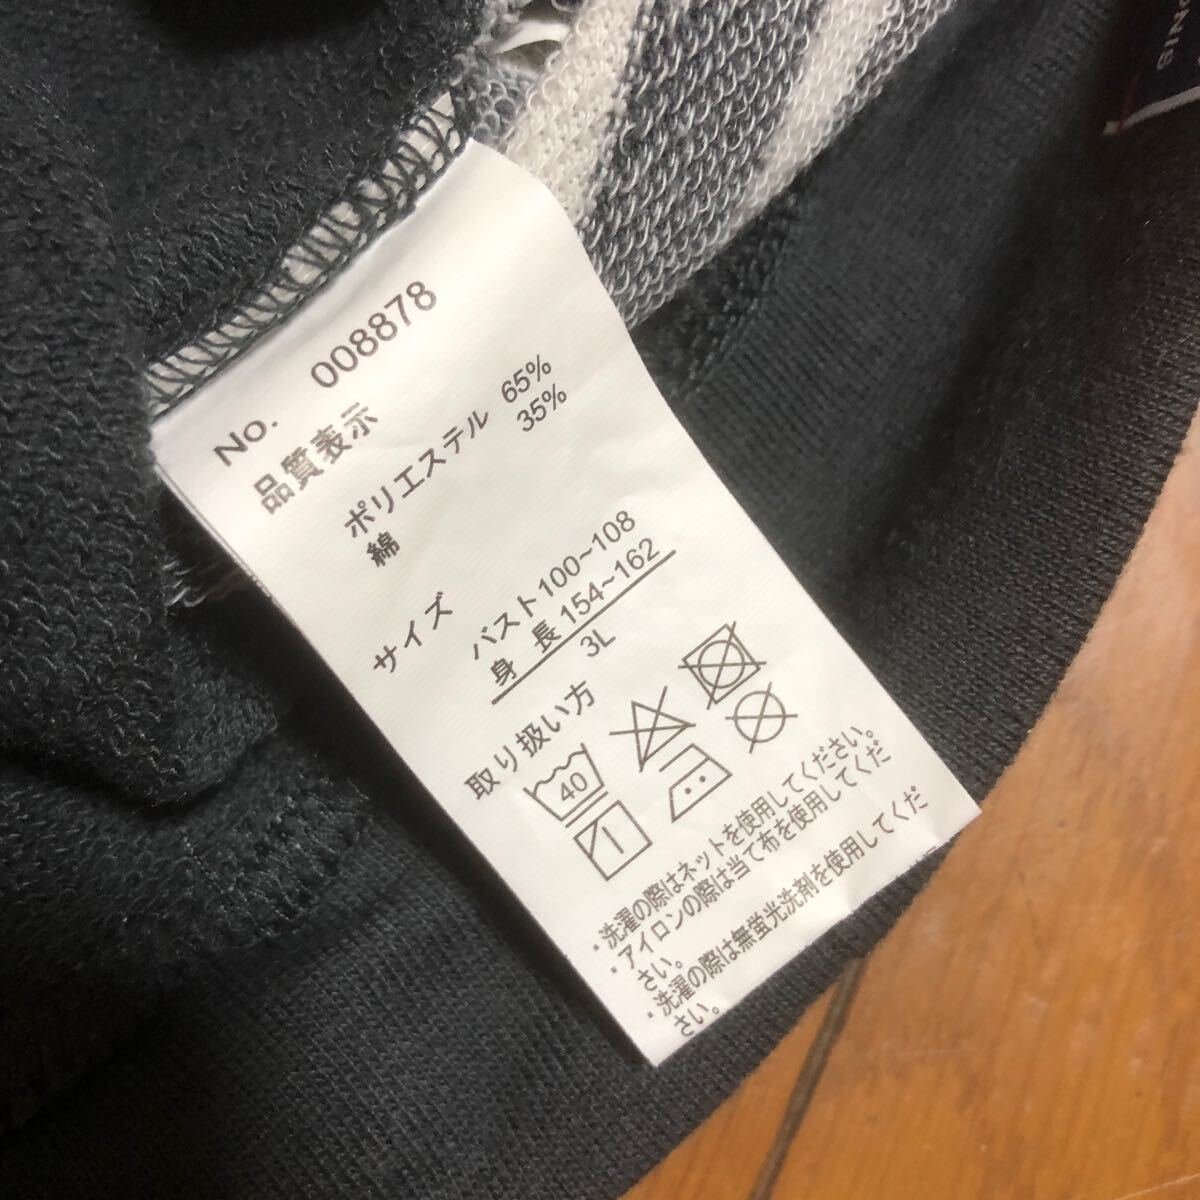 No. 008878
品質表示
ポリエステル 65%
綿 35%
サイズ
バスト100~108
身 長 154~162
3L
取り扱い方
40
・洗濯の際はネットを使用してください。
・アイロンの際は当て布を使用してくだ
さい。
・洗濯の際は無蛍光洗剤を使用してくだ
さい。